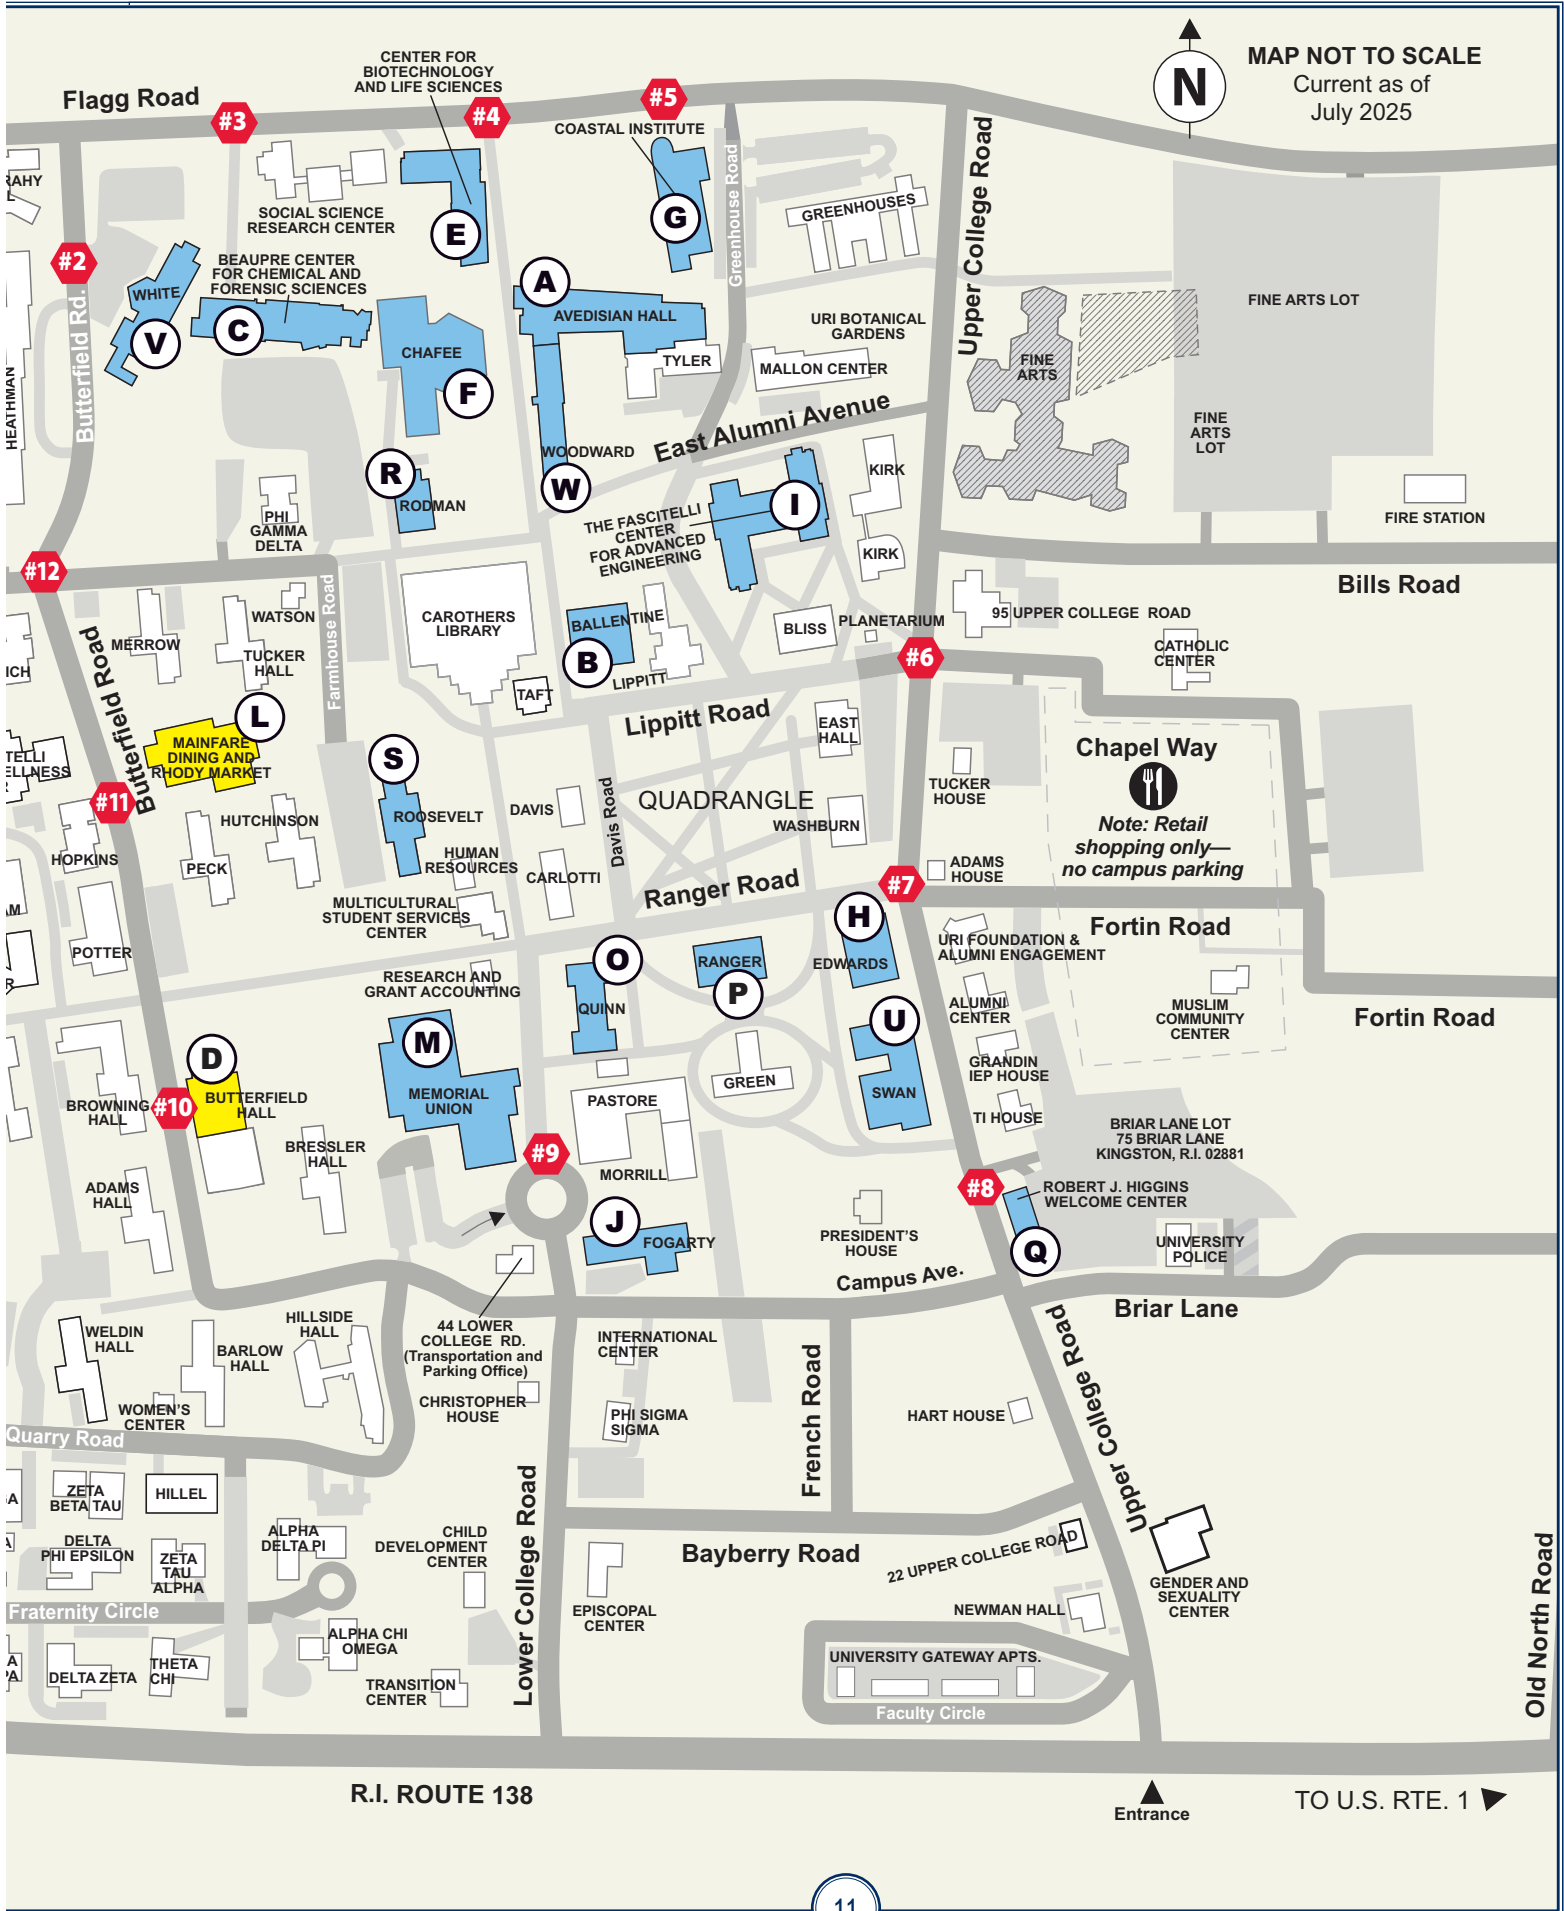 MAP NOT TO SCALE
Current as of
July 2025
N
CENTER FOR
BIOTECHNOLOGY
AND LIFE SCIENCES
Flagg Road
#3
#4
#5
COASTAL INSTITUTE
Upper College Road
Greenhouse Road
RAHY
L
SOCIAL SCIENCE
RESEARCH CENTER
E
G
GREENHOUSES
#2
BEAUPRE CENTER
FOR CHEMICAL AND
FORENSIC SCIENCES
WHITE
V
C
A
AVEDISIAN HALL
CHAFEE
F
TYLER
URI BOTANICAL
GARDENS
MALLON CENTER
FINE
ARTS
FINE ARTS LOT
FINE
ARTS
LOT
Butterfield Rd.
HEATHMAN
East Alumni Avenue
WOODWARD
W
R
RODMAN
KIRK
I
THE FASCITELLI
CENTER
FOR ADVANCED
ENGINEERING
KIRK
FIRE STATION
PHI
GAMMA
DELTA
#12
Bills Road
Farmhouse Road
WATSON
MERROW
TUCKER
HALL
CAROTHERS
LIBRARY
BALLENTINE
B
LIPPITT
TAFT
BLISS
PLANETARIUM
95 UPPER COLLEGE ROAD
CATHOLIC
CENTER
#6
ICH
Butterfield Road
L
MAINFARE
DINING AND
RHODY MARKET
Lippitt Road
EAST
HALL
Chapel Way
Note: Retail
shopping only—
no campus parking
TUCKER
HOUSE
TELLI
ELLNESS
R
#11
S
ROOSEVELT
DAVIS
Davis Road
QUADRANGLE
WASHBURN
HUTCHINSON
HOPKINS
PECK
HUMAN
RESOURCES
CARLOTTI
ADAMS
HOUSE
#7
Ranger Road
MULTICULTURAL
STUDENT SERVICES
CENTER
AM
POTTER
R
H
EDWARDS
Fortin Road
URI FOUNDATION &
ALUMNI ENGAGEMENT
O
QUINN
RANGER
P
RESEARCH AND
GRANT ACCOUNTING
ALUMNI
CENTER
MUSLIM
COMMUNITY
CENTER
Fortin Road
M
MEMORIAL
UNION
U
SWAN
GRANDIN
IEP HOUSE
D
BUTTERFIELD
HALL
BROWNING
HALL
#10
PASTORE
GREEN
TI HOUSE
BRIAR LANE LOT
75 BRIAR LANE
KINGSTON, R.I. 02881
BRESSLER
HALL
#9
MORRILL
ADAMS
HALL
#8
ROBERT J. HIGGINS
WELCOME CENTER
Q
J
FOGARTY
PRESIDENT'S
HOUSE
UNIVERSITY
POLICE
Campus Ave.
Briar Lane
WELDIN
HALL
BARLOW
HALL
HILLSIDE
HALL
44 LOWER
COLLEGE RD.
(Transportation and
Parking Office)
INTERNATIONAL
CENTER
Upper College Road
WOMEN'S
CENTER
CHRISTOPHER
HOUSE
PHI SIGMA
SIGMA
French Road
HART HOUSE
Quarry Road
GA
ZETA
BETA TAU
HILLEL
Lower College Road
A
DELTA
PHI EPSILON
ZETA
TAU
ALPHA
ALPHA
DELTA PI
CHILD
DEVELOPMENT
CENTER
Bayberry Road
22 UPPER COLLEGE ROAD
GENDER AND
SEXUALITY
CENTER
Fraternity Circle
EPISCOPAL
CENTER
NEWMAN HALL
Old North Road
ALPHA CHI
OMEGA
A
PA
DELTA ZETA
THETA
CHI
TRANSITION
CENTER
UNIVERSITY GATEWAY APTS.
Faculty Circle
R.I. ROUTE 138
Entrance
TO U.S. RTE. 1
11